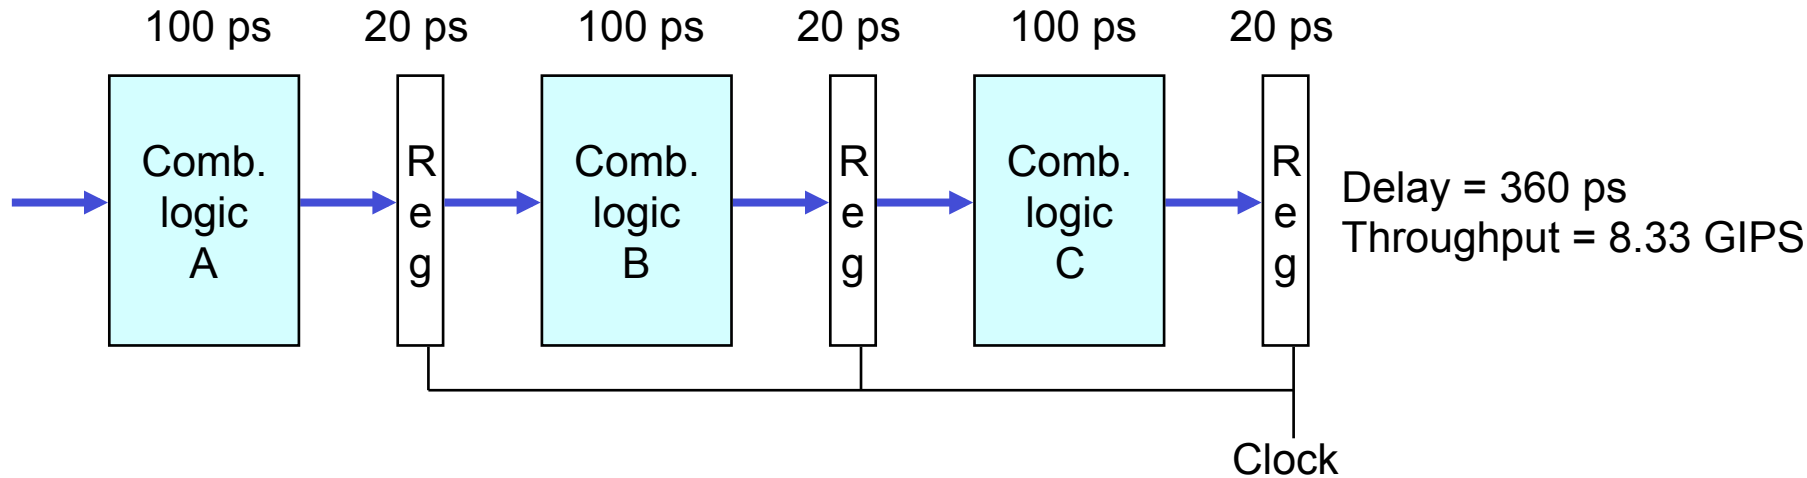 100 ps 20 ps 100 ps 20 ps 100 ps 20 ps
Comb.
logic
A
R
e
g
Comb.
logic
B
R
e
g
Comb.
logic
C
R
e
g
Delay = 360 ps
Throughput = 8.33 GIPS
Clock